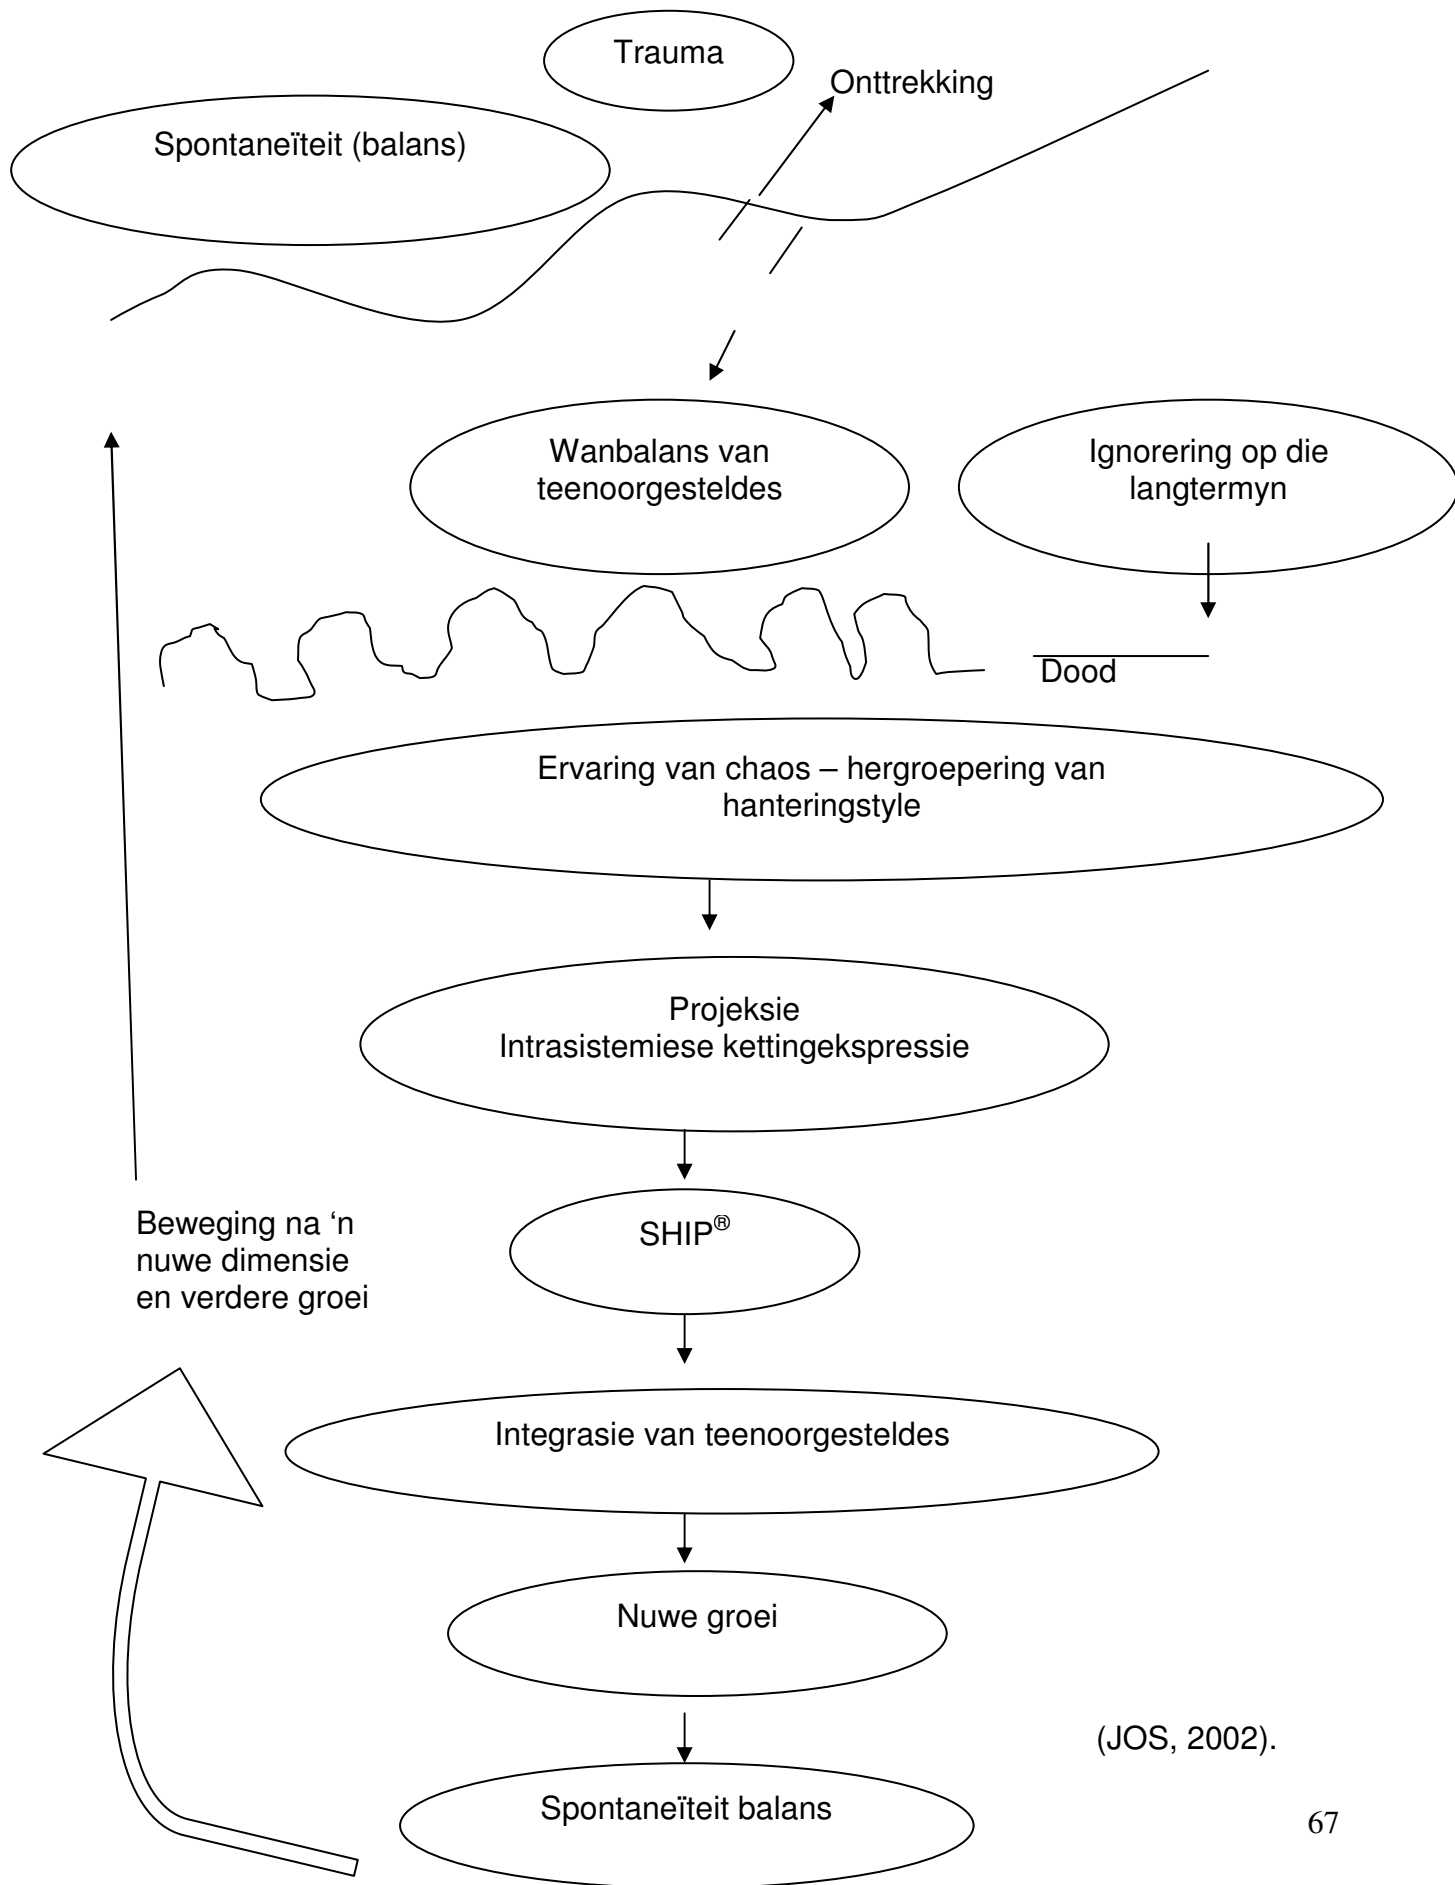 Trauma
Onttrekking
Spontaneïteit (balans)
Wanbalans van
teenoorgesteldes
Ignorering op die
langtermyn
Dood
Ervaring van chaos – hergroepering van
hanteringstyle
Projeksie
Intrasistemiese kettingekspressie
SHIP®
Beweging na ‘n
nuwe dimensie
en verdere groei
Integrasie van teenoorgesteldes
Nuwe groei
(JOS, 2002).
Spontaneïteit balans
67